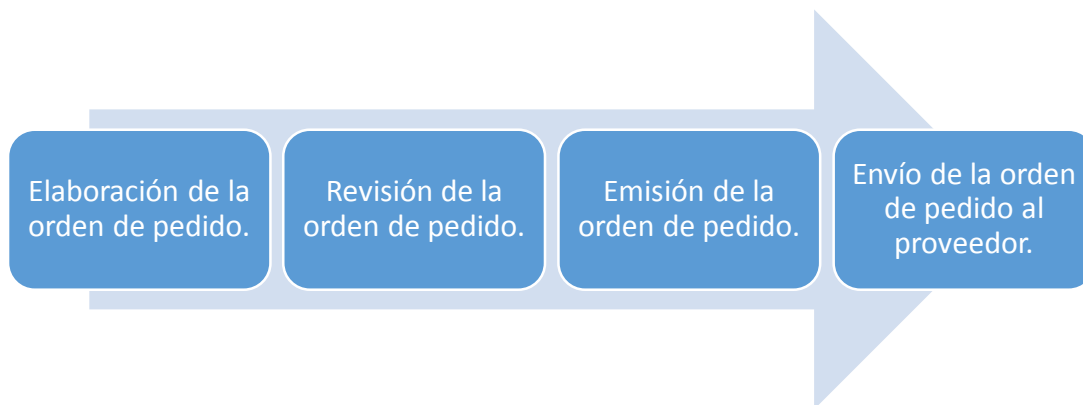 Elaboración de la
orden de pedido.
Revisión de la
orden de pedido.
Emisión de la
orden de pedido.
Envío de la orden
de pedido al
proveedor.